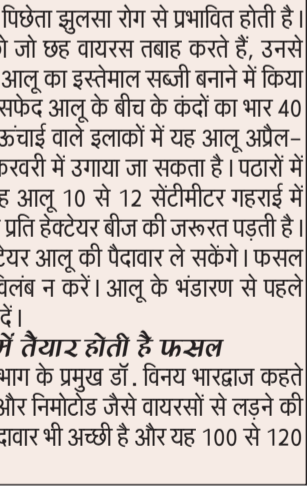 पिछेता झुलसा रोग से प्रभावित होती है।
जो छह वायरस तबाह करते हैं, उनसे
आलू का इस्तेमाल सब्जी बनाने में किया
सफेद आलू के बीच के कंदों का भार 40
ऊंचाई वाले इलाकों में यह आलू अप्रैल-
फरवरी में उगाया जा सकता है। पठारों में
आलू 10 से 12 सेंटीमीटर गहराई में
प्रति हेक्टेयर बीज की जरूरत पड़ती है।
आलू की पैदावार ले सकेंगे। फसल
विलंब न करें। आलू के भंडारण से पहले
दें।
में तैयार होती है फसल
भाग के प्रमुख डॉ. विनय भारद्वाज कहते
और निमोटोड जैसे वायरसों से लड़ने की
भी अच्छी है और यह 100 से 120